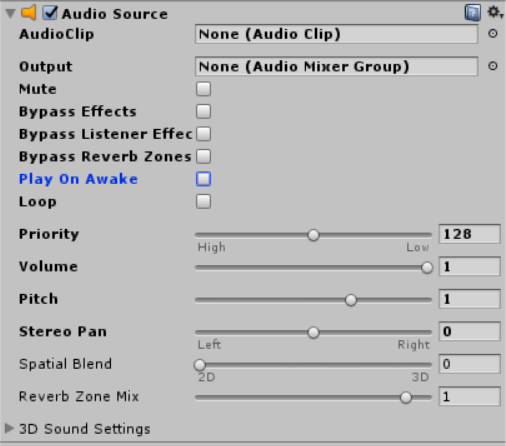 Audio Source
AudioClip None (Audio Clip)
Output None (Audio Mixer Group)
Mute
Bypass Effects
Bypass Listener Effec
Bypass Reverb Zones
Play On Awake
Loop
Priority 128
High Low
Volume 1
Pitch 1
Stereo Pan 0
Left Right
Spatial Blend 0
2D 3D
Reverb Zone Mix 1
3D Sound Settings